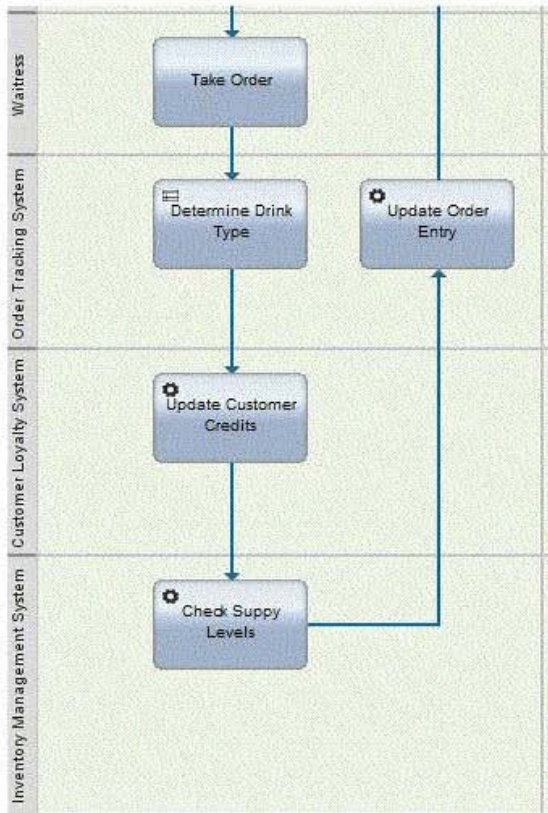 Waitress
Take Order
Order Tracking System
Determine Drink
Type
Update Order
Entry
Customer Loyalty System
Update Customer
Credits
Inventory Management System
Check Suppy
Levels